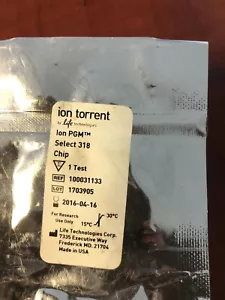 ion torrent
by Life technologies
Ion PGM™
Select 318
Chip
1 Test
REF 100031133
LOT 1703905
2016-04-16
For Research
Use Only
15°C 30°C
Life Technologies Corp.
7335 Executive Way
Frederick MD. 21704
Made in USA